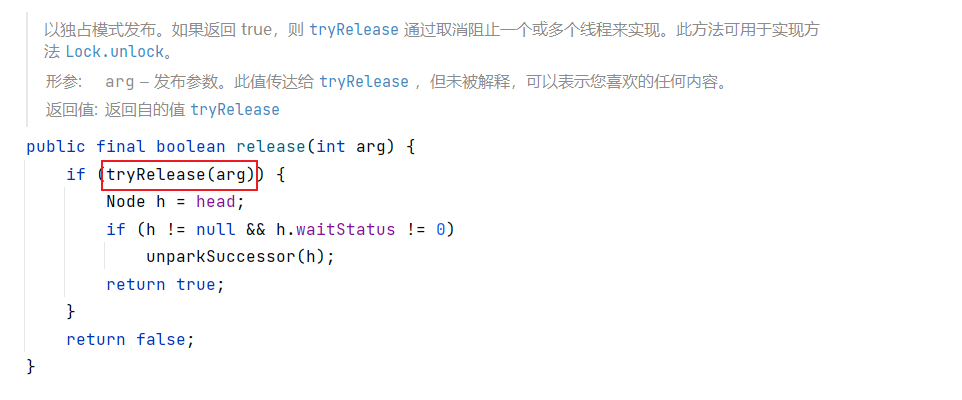 以独占模式发布。如果返回 true，则 tryRelease 通过取消阻止一个或多个线程来实现。此方法可用于实现方
法 Lock.unlock。
形参: arg – 发布参数。此值传达给 tryRelease ，但未被解释，可以表示您喜欢的任何内容。
返回值: 返回自的值 tryRelease
public final boolean release(int arg) {
    if (tryRelease(arg)) {
        Node h = head;
        if (h != null && h.waitStatus != 0)
            unparkSuccessor(h);
        return true;
    }
    return false;
}